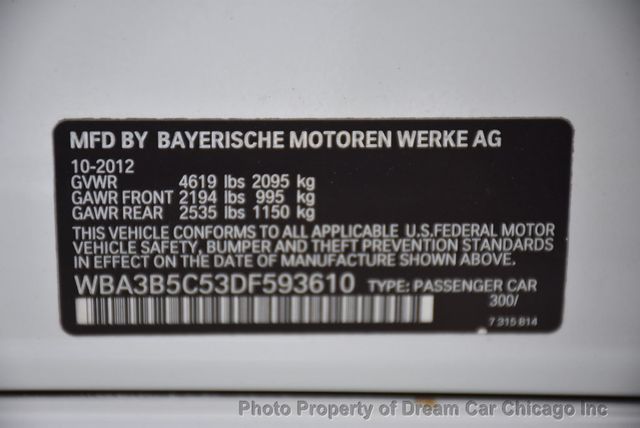 MFD BY BAYERISCHE MOTOREN WERKE AG
10-2012
GVWR 4619 lbs 2095 kg
GAWR FRONT 2194 lbs 995 kg
GAWR REAR 2535 lbs 1150 kg
THIS VEHICLE CONFORMS TO ALL APPLICABLE U.S.FEDERAL MOTOR
VEHICLE SAFETY, BUMPER AND THEFT PREVENTION STANDARDS
IN EFFECT ON THE DATE OF MANUFACTURE SHOWN ABOVE.
WBA3B5C53DF593610 TYPE: PASSENGER CAR
300/
7 315 814
Photo Property of Dream Car Chicago Inc